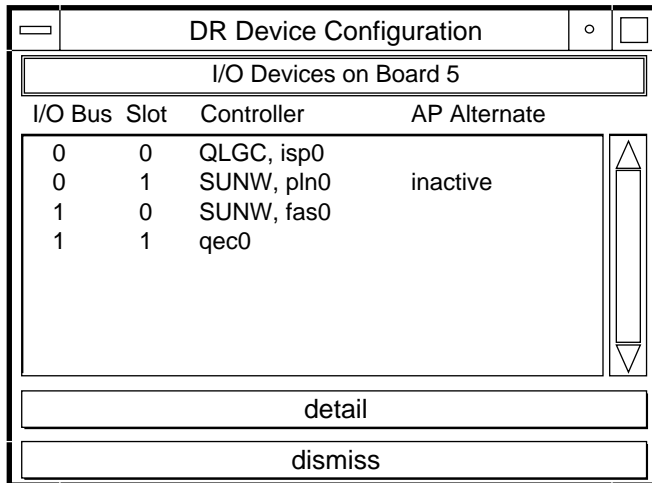 DR Device Configuration
I/O Devices on Board 5
I/O Bus Slot Controller AP Alternate
0 0 QLGC, isp0
0 1 SUNW, pln0 inactive
1 0 SUNW, fas0
1 1 qec0
detail
dismiss